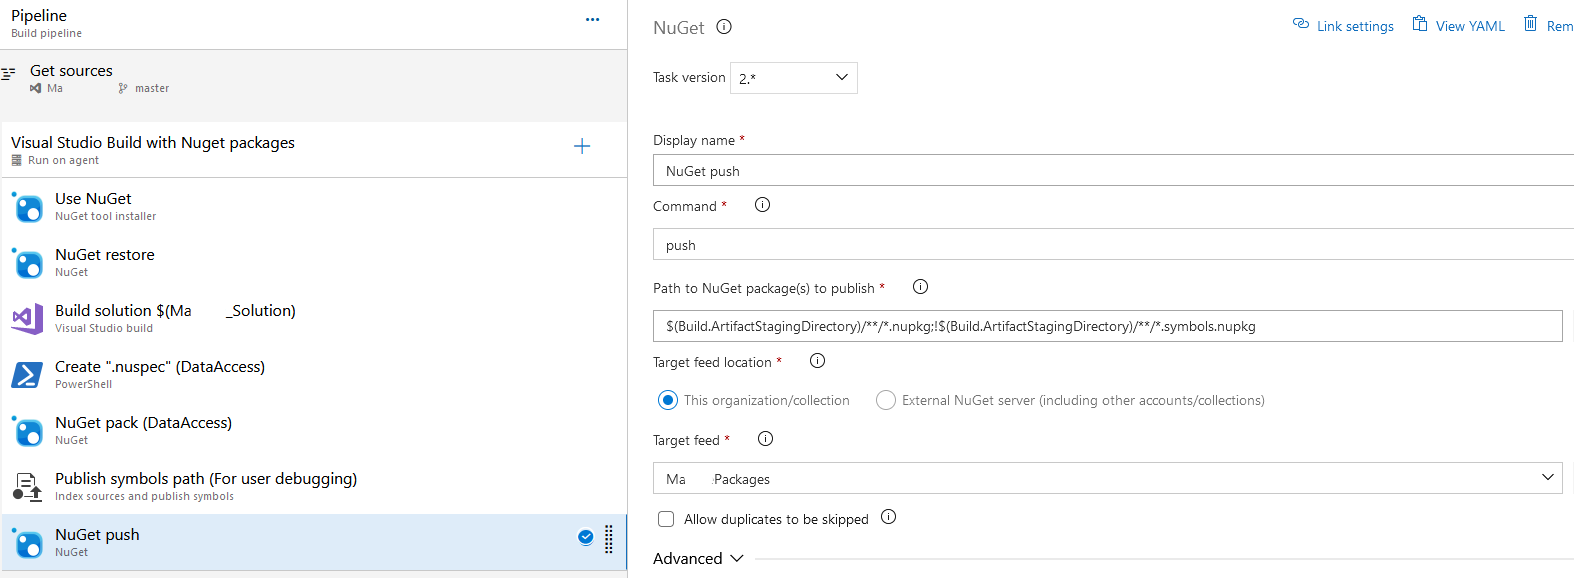 Pipeline
Build pipeline
Get sources
Ma master
Visual Studio Build with Nuget packages
Run on agent
Use NuGet
NuGet tool installer
NuGet restore
NuGet
Build solution $(Ma _Solution)
Visual Studio build
Create ".nuspec" (DataAccess)
PowerShell
NuGet pack (DataAccess)
NuGet
Publish symbols path (For user debugging)
Index sources and publish symbols
NuGet push
NuGet
NuGet
Link settings View YAML Rem
Task version 2.*
Display name *
NuGet push
Command *
push
Path to NuGet package(s) to publish *
$(Build.ArtifactStagingDirectory)/**/*.nupkg;!$(Build.ArtifactStagingDirectory)/**/*.symbols.nupkg
Target feed location *
This organization/collection External NuGet server (including other accounts/collections)
Target feed *
Ma Packages
Allow duplicates to be skipped
Advanced